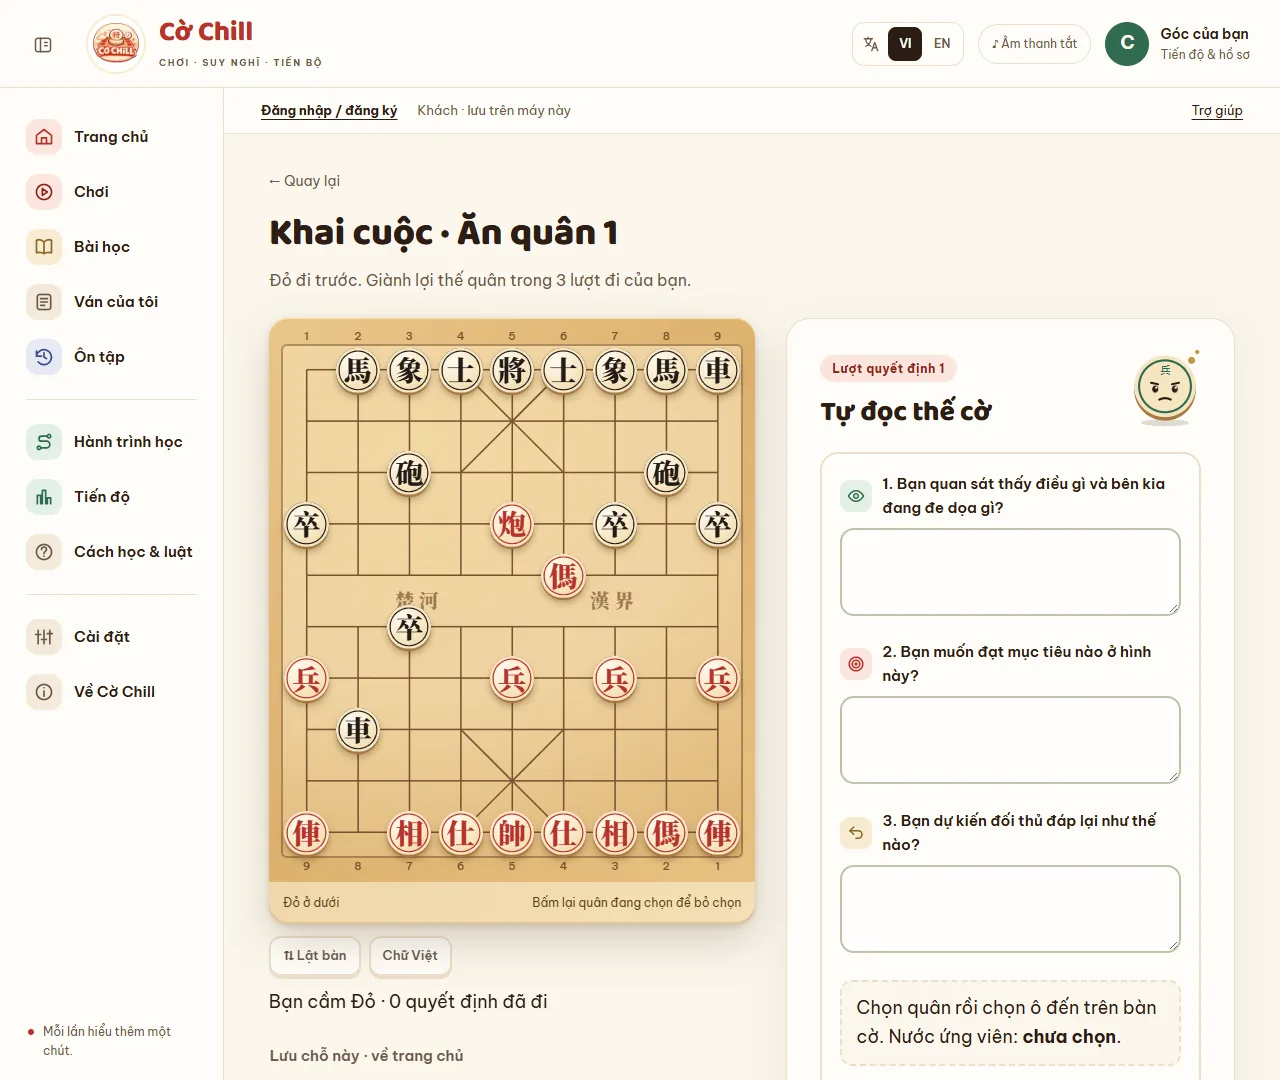 CỜ CHILL
Cờ Chill
CHƠI · SUY NGHĨ · TIẾN BỘ
VI
EN
♪ Âm thanh tắt
C
Góc của bạn
Tiến độ & hồ sơ
Trang chủ
Chơi
Bài học
Ván của tôi
Ôn tập
Hành trình học
Tiến độ
Cách học & luật
Cài đặt
Về Cờ Chill
Mỗi lần hiểu thêm một
chút.
Đăng nhập / đăng ký
Khách · lưu trên máy này
Trợ giúp
← Quay lại
Khai cuộc · Ăn quân 1
Đỏ đi trước. Giành lợi thế quân trong 3 lượt đi của bạn.
1 2 3 4 5 6 7 8 9
馬 象 士 將 士 象 馬 車
砲 砲
卒 炮 卒 卒
傌
楚 河 漢 界
卒
兵 兵 兵 兵
車
俥 相 仕 帥 仕 相 傌 俥
9 8 7 6 5 4 3 2 1
Đỏ ở dưới
Bấm lại quân đang chọn để bỏ chọn
⇅ Lật bàn
Chữ Việt
Bạn cầm Đỏ · 0 quyết định đã đi
Lưu chỗ này · về trang chủ
Lượt quyết định 1
兵
Tự đọc thế cờ
1. Bạn quan sát thấy điều gì và bên kia
đang đe dọa gì?
2. Bạn muốn đạt mục tiêu nào ở hình
này?
3. Bạn dự kiến đối thủ đáp lại như thế
nào?
Chọn quân rồi chọn ô đến trên bàn
cờ. Nước ứng viên: chưa chọn.